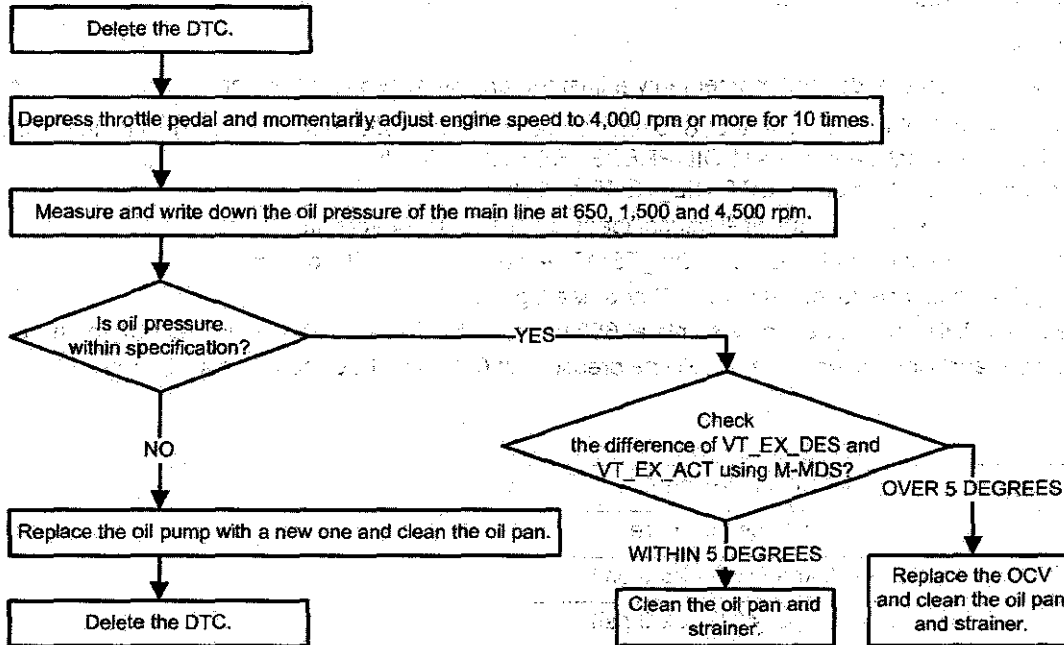 Delete the DTC.
Depress throttle pedal and momentarily adjust engine speed to 4,000 rpm or more for 10 times.
Measure and write down the oil pressure of the main line at 650, 1,500 and 4,500 rpm.
Is oil pressure
within specification?
YES
NO
Check
the difference of VT_EX_DES and
VT_EX_ACT using M-MDS?
OVER 5 DEGREES
Replace the oil pump with a new one and clean the oil pan.
WITHIN 5 DEGREES
Replace the OCV
and clean the oil pan
and strainer.
Clean the oil pan and
strainer.
Delete the DTC.